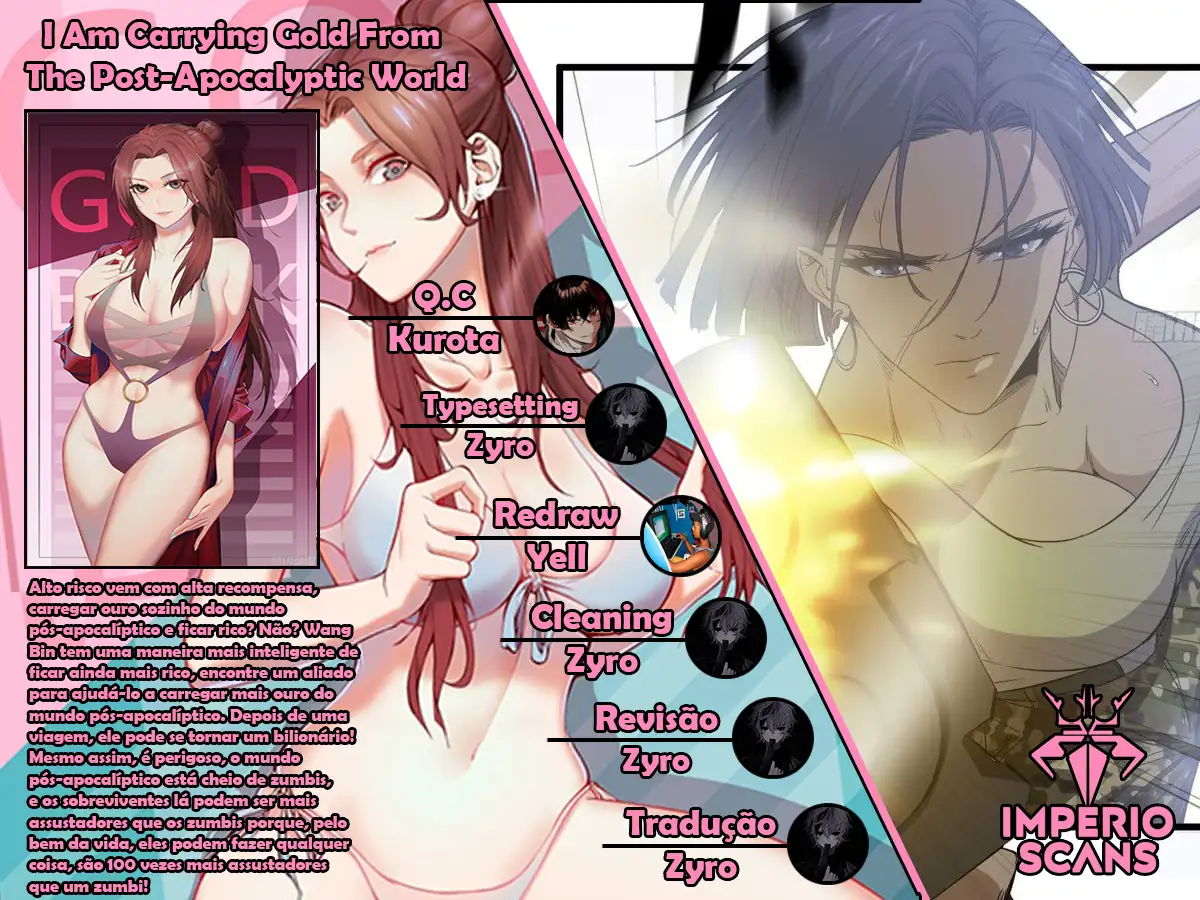 I Am Carrying Gold From
The Post-Apocalyptic World
Q.C
Kurota
Typesetting
Zyro
Redraw
Yell
Cleaning
Zyro
Revisão
Zyro
Tradução
Zyro
Alto risco vem com alta recompensa,
carregar ouro sozinho do mundo
pós-apocalíptico e ficar rico? Não? Wang
Bin tem uma maneira mais inteligente de
ficar ainda mais rico, encontre um aliado
para ajudá-lo a carregar mais ouro do
mundo pós-apocalíptico. Depois de uma
viagem, ele pode se tornar um bilionário!
Mesmo assim, é perigoso, o mundo
pós-apocalíptico está cheio de zumbis,
e os sobreviventes lá podem ser mais
assustadores que os zumbis porque, pelo
bem da vida, eles podem fazer qualquer
coisa, são 100 vezes mais assustadores
que um zumbi!
IMPERIO
SCANS